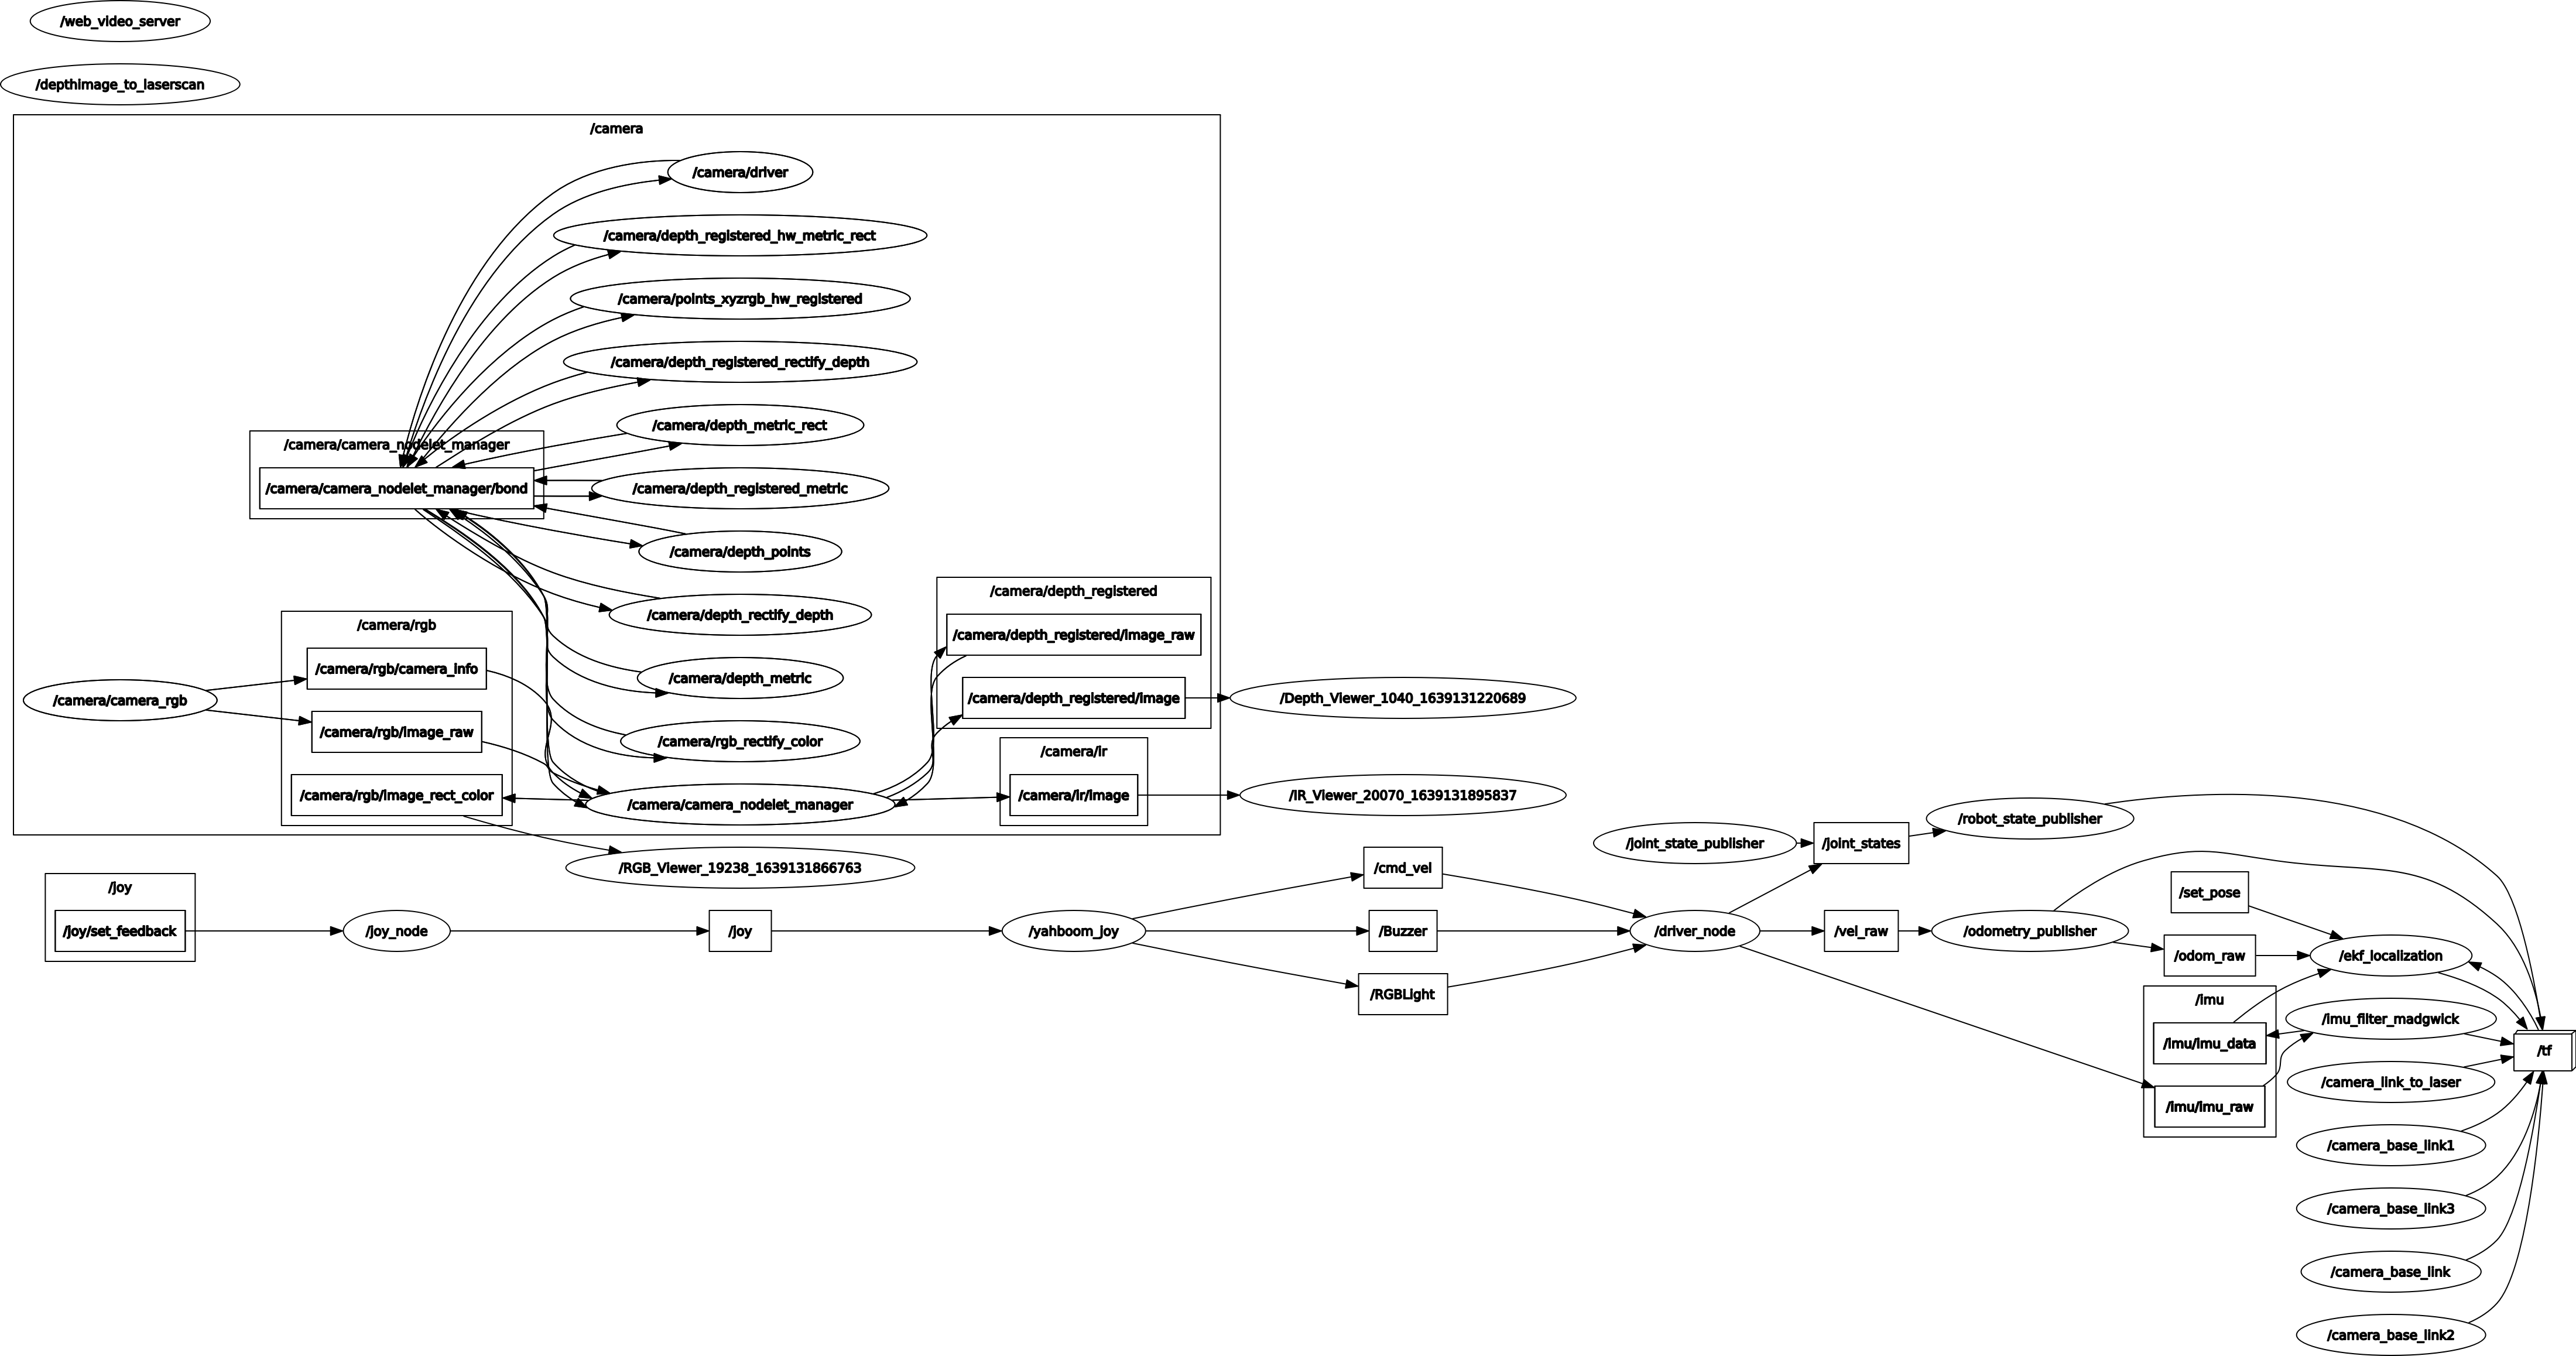 /web_video_server
/depthimage_to_laserscan
/camera
/camera/driver
/camera/depth_registered_hw_metric_rect
/camera/points_xyzrgb_hw_registered
/camera/depth_registered_rectify_depth
/camera/depth_metric_rect
/camera/camera_nodelet_manager
/camera/camera_nodelet_manager/bond
/camera/depth_registered_metric
/camera/depth_points
/camera/depth_rectify_depth
/camera/depth_metric
/camera/rgb_rectify_color
/camera/camera_nodelet_manager
/camera/camera_rgb
/camera/rgb
/camera/rgb/camera_info
/camera/rgb/image_raw
/camera/rgb/image_rect_color
/camera/depth_registered
/camera/depth_registered/image_raw
/camera/depth_registered/image
/camera/ir
/camera/ir/image
/Depth_Viewer_1040_1639131220689
/IR_Viewer_20070_1639131895837
/RGB_Viewer_19238_1639131866763
/joy
/joy/set_feedback
/joy_node
/joy
/yahboom_joy
/cmd_vel
/Buzzer
/RGBLight
/driver_node
/joint_state_publisher
/joint_states
/robot_state_publisher
/vel_raw
/odometry_publisher
/set_pose
/odom_raw
/ekf_localization
/imu
/imu/imu_data
/imu/imu_raw
/imu_filter_madgwick
/camera_link_to_laser
/camera_base_link1
/camera_base_link3
/camera_base_link
/camera_base_link2
/tf